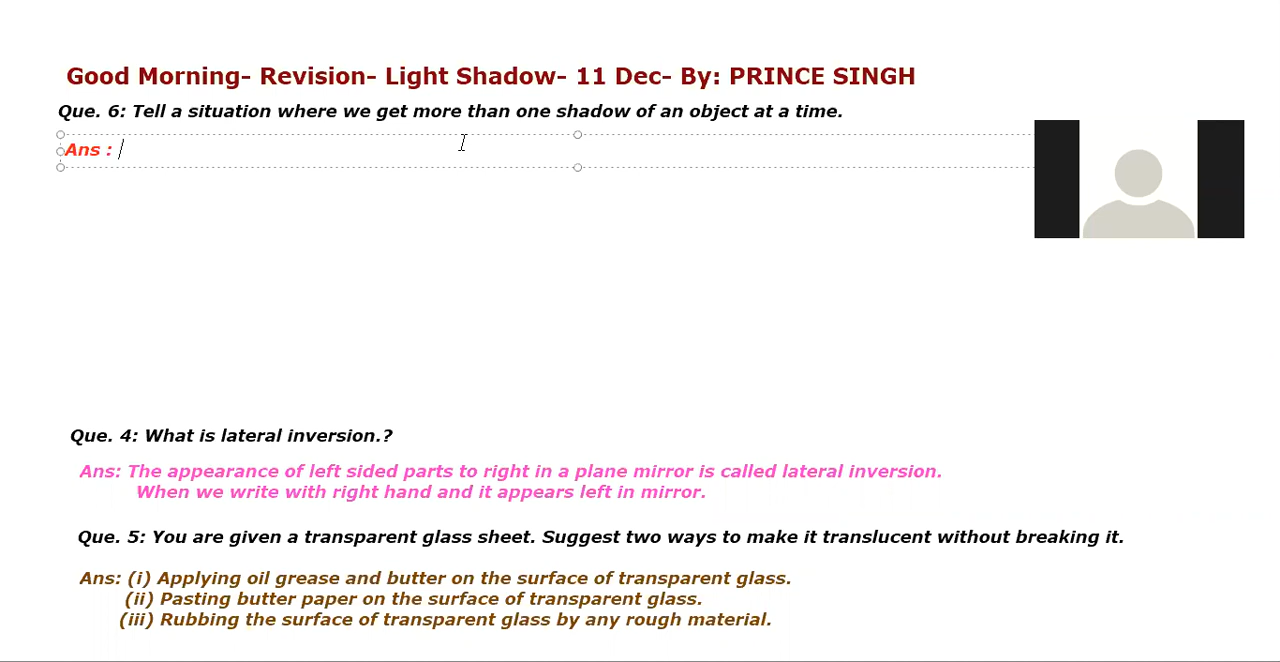 Good Morning- Revision- Light Shadow- 11 Dec- By: PRINCE SINGH
Que. 6: Tell a situation where we get more than one shadow of an object at a time.
Ans :
Que. 4: What is lateral inversion.?
Ans: The appearance of left sided parts to right in a plane mirror is called lateral inversion.
When we write with right hand and it appears left in mirror.
Que. 5: You are given a transparent glass sheet. Suggest two ways to make it translucent without breaking it.
Ans: (i) Applying oil grease and butter on the surface of transparent glass.
(ii) Pasting butter paper on the surface of transparent glass.
(iii) Rubbing the surface of transparent glass by any rough material.